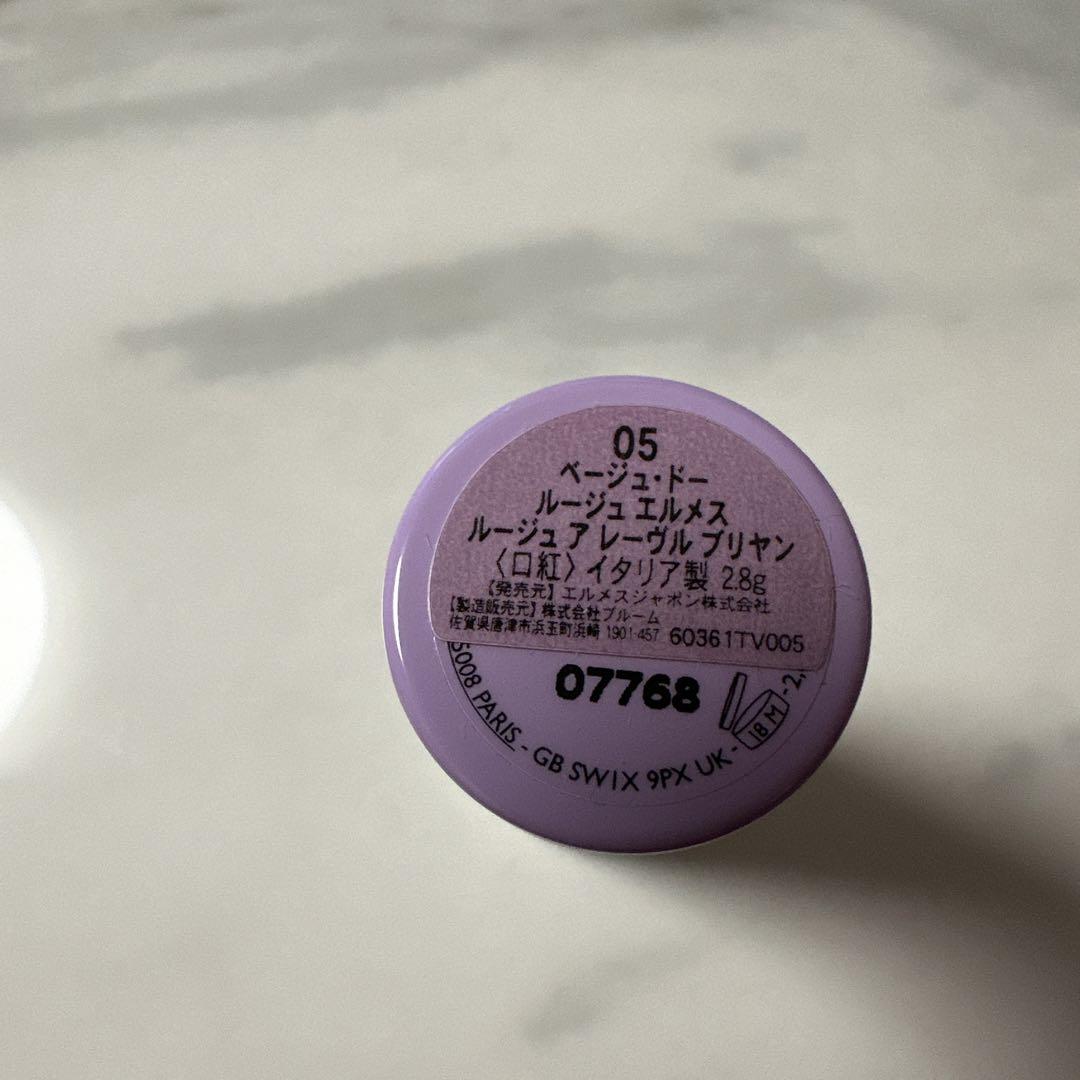 05
ベージュ・ドー
ルージュ エルメス
ルージュ ア レーヴル ブリヤン
〈口紅〉イタリア製 2.8g
【発売元】エルメスジャポン株式会社
【製造販売元】株式会社ブルーム
佐賀県唐津市浜玉町浜崎 1901-457 60361TV005
07768
5008 PARIS - GB SW1X 9PX UK -
18 M - 2,